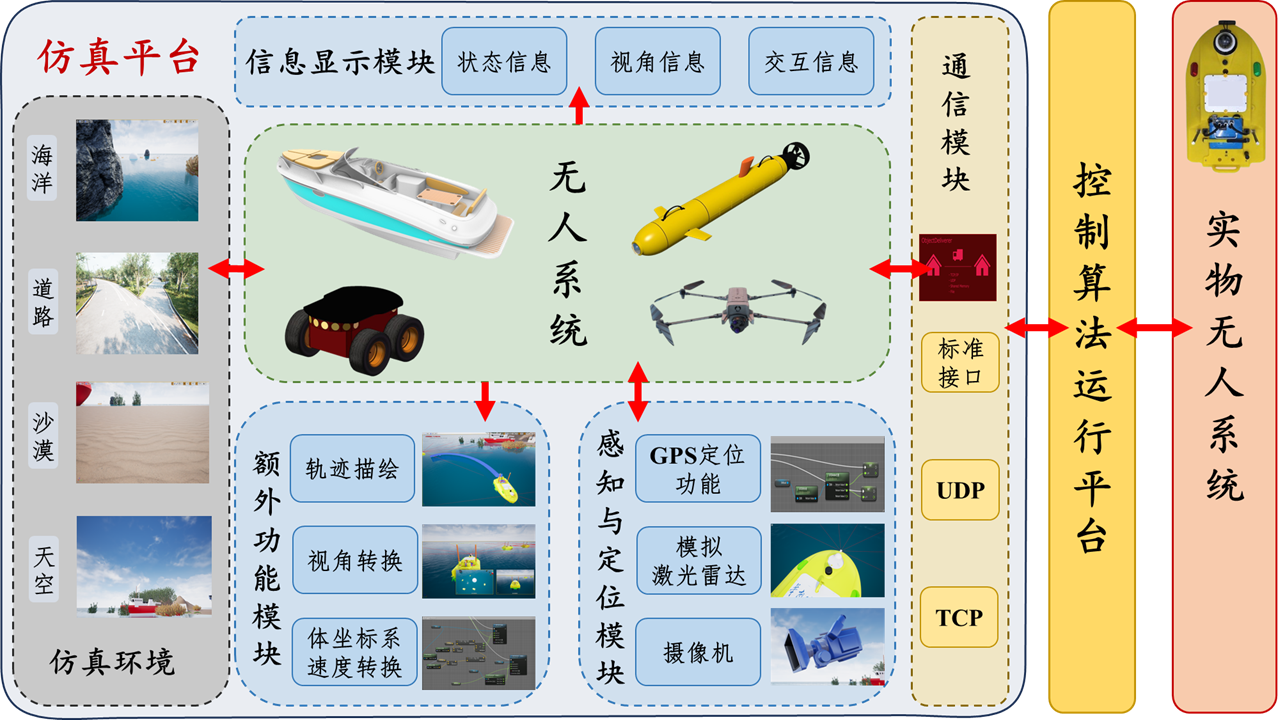 仿真平台
海洋
道路
沙漠
天空
仿真环境
信息显示模块
状态信息
视角信息
交互信息
无人系统
额外功能模块
轨迹描绘
视角转换
体坐标系
速度转换
感知与定位模块
GPS定位
功能
模拟
激光雷达
摄像机
通信模块
ObjectDeliverer
标准
接口
UDP
TCP
控制算法运行平台
实物无人系统